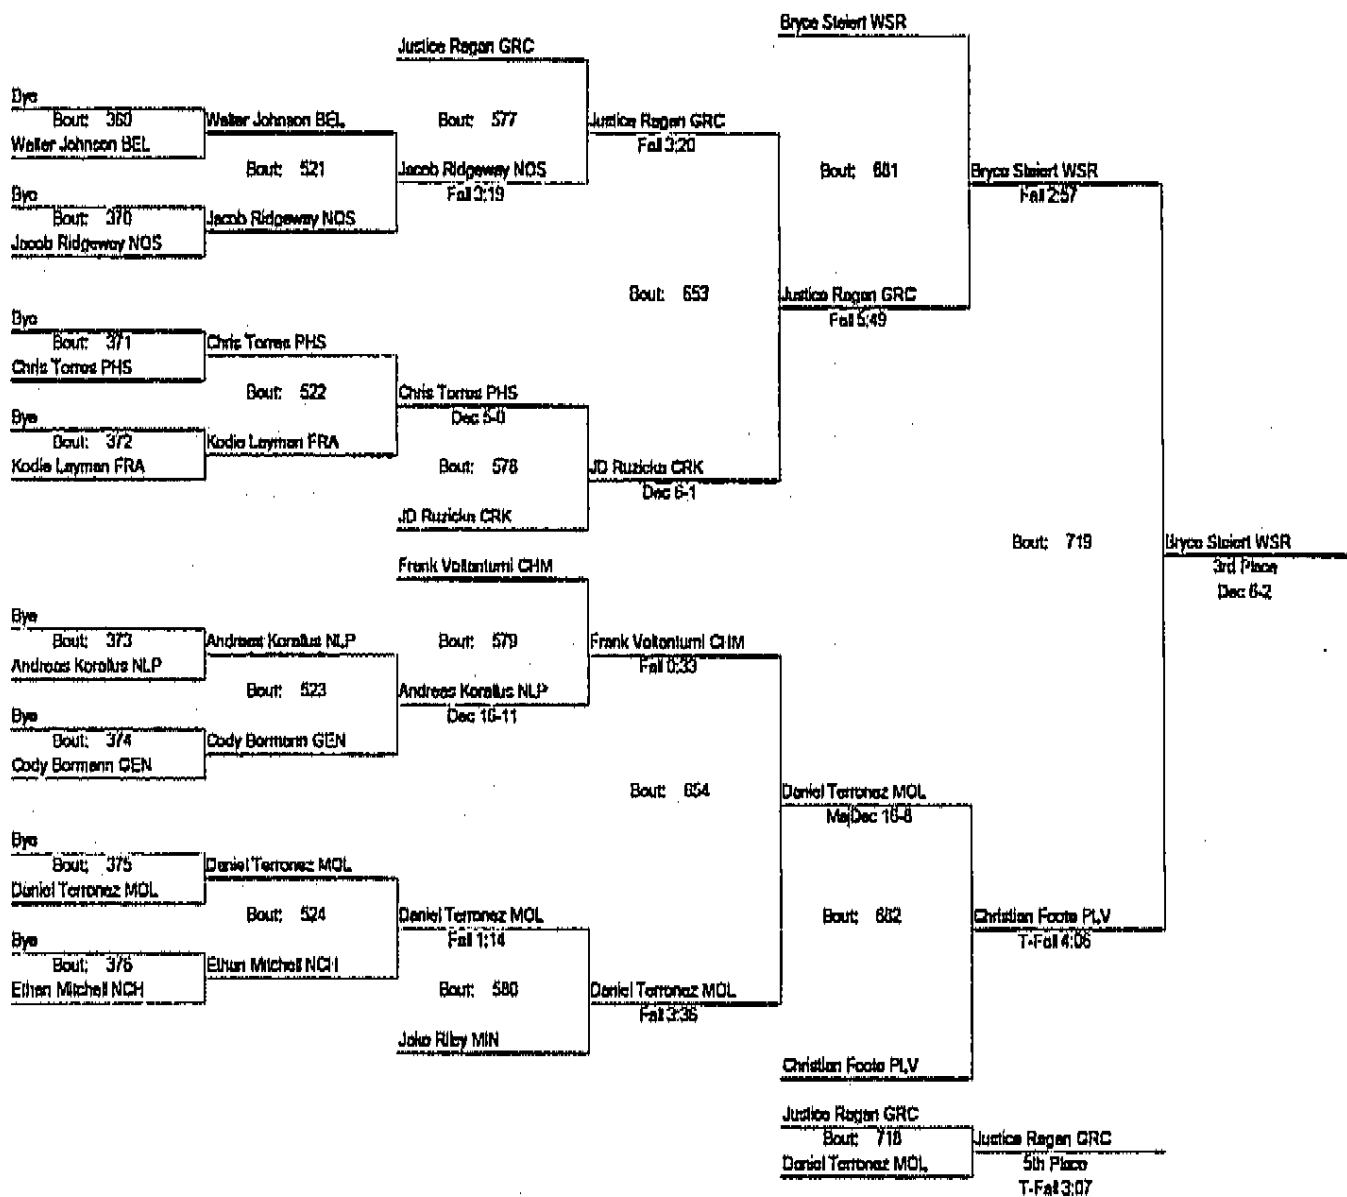 Bryce Steiert WSR
Justice Ragan GRC
Bye
Bout: 360
Walter Johnson BEL
Bout: 577
Justice Ragan GRC
Walter Johnson BEL
Fall 3:20
Bout: 521
Jacob Ridgeway NOS
Bout: 681
Bryce Steiert WSR
Fall 3:19
Fall 2:57
Bye
Bout: 370
Jacob Ridgeway NOS
Jacob Ridgeway NOS
Bout: 653
Justice Ragan GRC
Fall 5:49
Bye
Bout: 371
Chris Torres PHS
Chris Torres PHS
Bout: 522
Chris Torres PHS
Dec 5-0
Bye
Bout: 372
Kodie Layman FRA
Kodie Layman FRA
Bout: 578
JD Ruzicka CRK
Dec 6-1
JD Ruzicka CRK
Bout: 719
Bryce Steiert WSR
3rd Place
Dec 6-2
Frank Voltantumi CHM
Bye
Bout: 373
Andreas Korallus NLP
Bout: 579
Frank Voltantumi CHM
Andreas Korallus NLP
Fall 0:33
Bout: 523
Andreas Korallus NLP
Dec 16-11
Bye
Bout: 374
Cody Bormann GEN
Cody Bormann GEN
Bout: 654
Daniel Terronez MOL
MajDec 16-8
Bye
Bout: 375
Daniel Terronez MOL
Daniel Terronez MOL
Bout: 524
Daniel Terronez MOL
Bout: 682
Christian Foote PLV
Fall 1:14
T-Fall 4:06
Bye
Bout: 376
Ethan Mitchell NCH
Ethan Mitchell NCH
Bout: 580
Daniel Terronez MOL
Fall 3:36
Jake Riley MIN
Christian Foote PLV
Justice Ragan GRC
Bout: 718
Justice Ragan GRC
Daniel Terronez MOL
5th Place
T-Fall 3:07